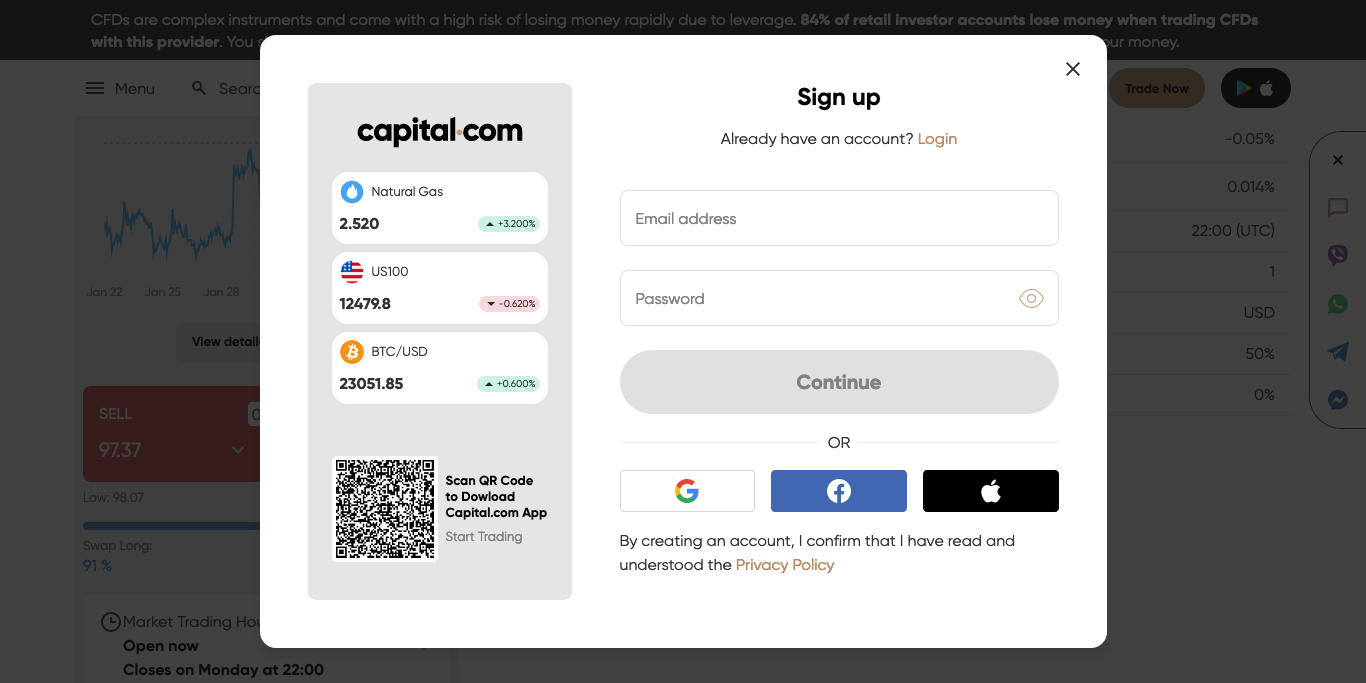 CFDs are complex instruments and come with a high risk of losing money rapidly due to leverage. 84% of retail investor accounts lose money when trading CFDs
with this provider. You
our money.
Menu
Searc
Trade Now
Jan 22 Jan 25 Jan 28
View detail
SELL
97.37
Low: 98.07
Swap Long:
91 %
Market Trading Hou
Open now
Closes on Monday at 22:00
capital.com
Natural Gas
2.520 +3.200%
US100
12479.8 -0.620%
BTC/USD
23051.85 +0.600%
Scan QR Code
to Dowload
Capital.com App
Start Trading
Sign up
Already have an account? Login
Email address
Password
Continue
OR
By creating an account, I confirm that I have read and
understood the Privacy Policy
-0.05%
0.014%
22:00 (UTC)
1
USD
50%
0%